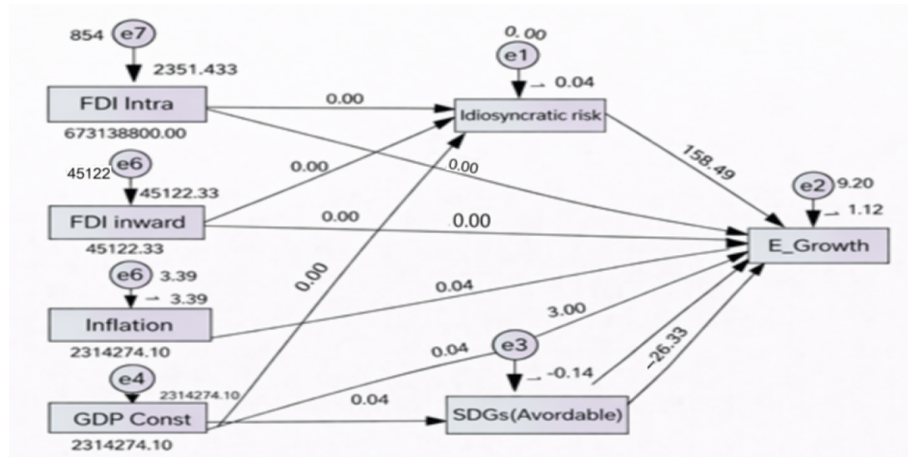 854 e7
2351.433
FDI Intra
673138800.00
0.00
e1
0.04
Idiosyncratic risk
0.00
0.00
0.00
158.49
45122 e6
45122.33
FDI inward
45122.33
0.00
0.00
e2 9.20
1.12
E_Growth
e6 3.39
3.39
Inflation
2314274.10
0.00
0.04
3.00
e4
2314274.10
GDP Const
2314274.10
0.04
0.04
e3
-0.14
SDGs(Avordable)
-26.33